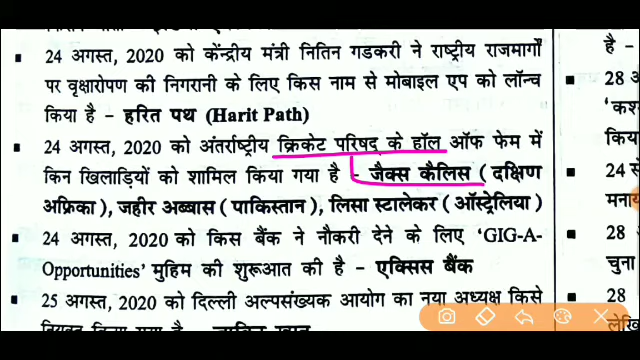 24 अगस्त, 2020 को केंद्रीय मंत्री नितिन गडकरी ने राष्ट्रीय राजमार्गों
है -
पर वृक्षारोपण की निगरानी के लिए किस नाम से मोबाइल एप को लॉन्च
28
किया है - हरित पथ (Harit Path)
24 अगस्त, 2020 को अंतर्राष्ट्रीय क्रिकेट परिषद के हॉल ऑफ फेम में
किया
किन खिलाड़ियों को शामिल किया गया है - जैक्स कैलिस (दक्षिण
24 से
अफ्रिका), जहीर अब्बास (पाकिस्तान), लिसा स्टालेकर (ऑस्ट्रेलिया)
मनाय
24 अगस्त, 2020 को किस बैंक ने नौकरी देने के लिए 'GIG-A-
28
Opportunities' मुहिम की शुरूआत की है - एक्सिस बैंक
चुना
25 अगस्त, 2020 को दिल्ली अल्पसंख्यक आयोग का नया अध्यक्ष किसे
28